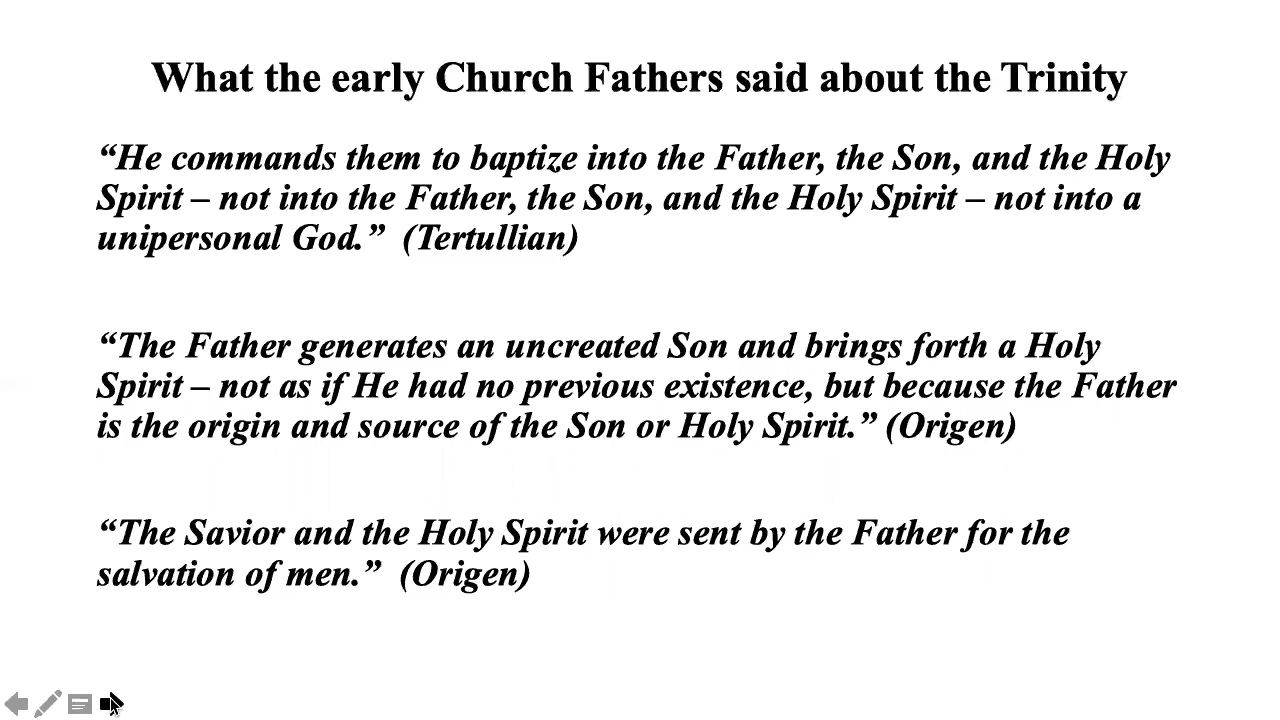 What the early Church Fathers said about the Trinity
“He commands them to baptize into the Father, the Son, and the Holy
Spirit – not into the Father, the Son, and the Holy Spirit – not into a
unipersonal God.”  (Tertullian)
“The Father generates an uncreated Son and brings forth a Holy
Spirit – not as if He had no previous existence, but because the Father
is the origin and source of the Son or Holy Spirit.” (Origen)
“The Savior and the Holy Spirit were sent by the Father for the
salvation of men.”  (Origen)